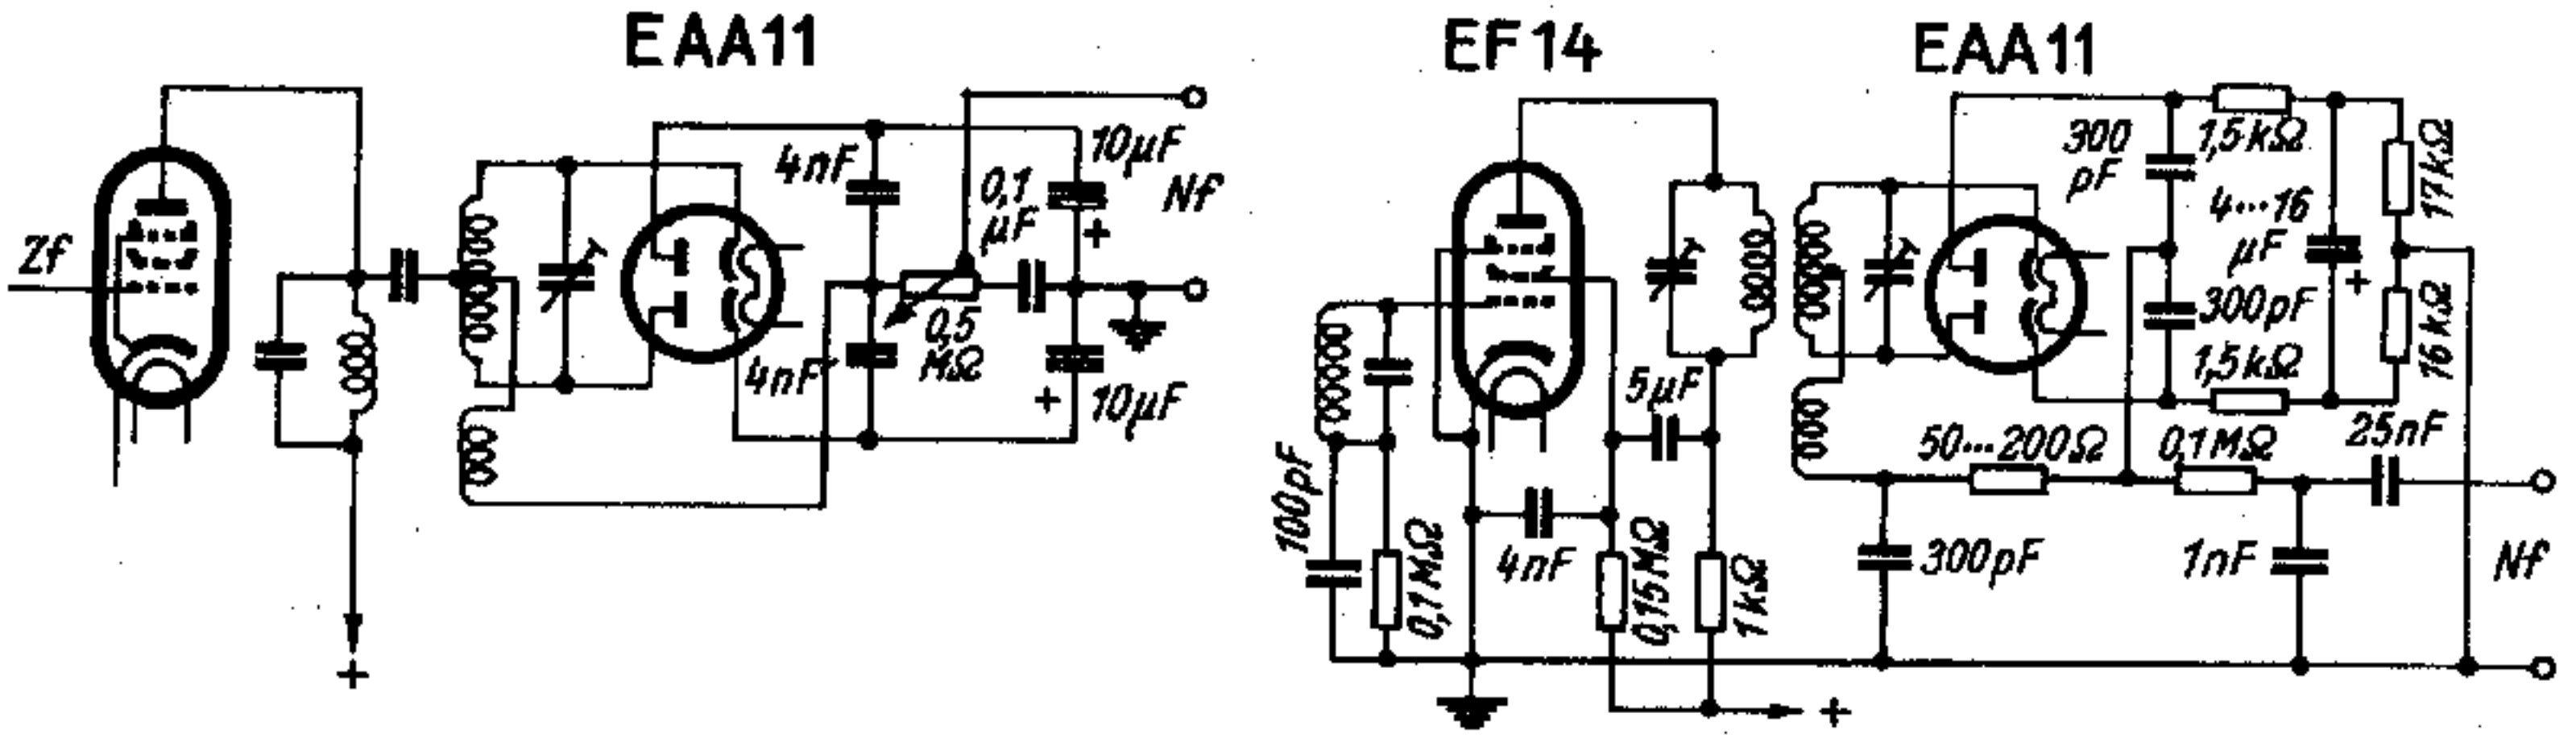 EAA11
Zf
4nF
0,1
µF
10µF
+
Nf
0,5
MΩ
4nF
+
10µF
+
EF14
EAA11
300
pF
1,5kΩ
17kΩ
4...16
µF
+
300pF
1,5kΩ
16kΩ
5µF
50...200Ω
0,1MΩ
25nF
100pF
0,1MΩ
4nF
0,15MΩ
1kΩ
300pF
1nF
Nf
+